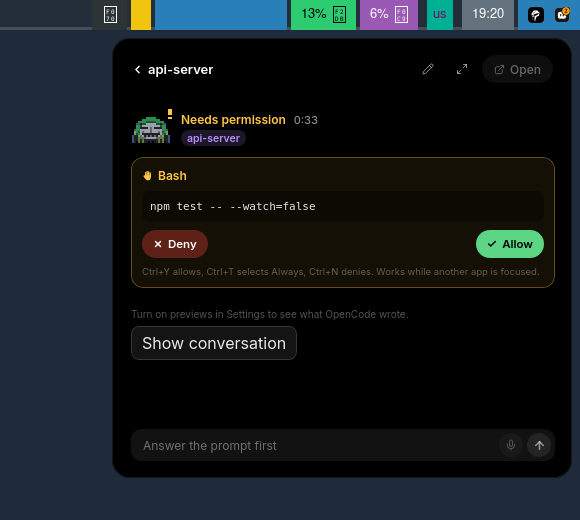 13%
6%
us
19:20
api-server
Open
Needs permission 0:33
api-server
Bash
npm test -- --watch=false
Deny
Allow
Ctrl+Y allows, Ctrl+T selects Always, Ctrl+N denies. Works while another app is focused.
Turn on previews in Settings to see what OpenCode wrote.
Show conversation
Answer the prompt first